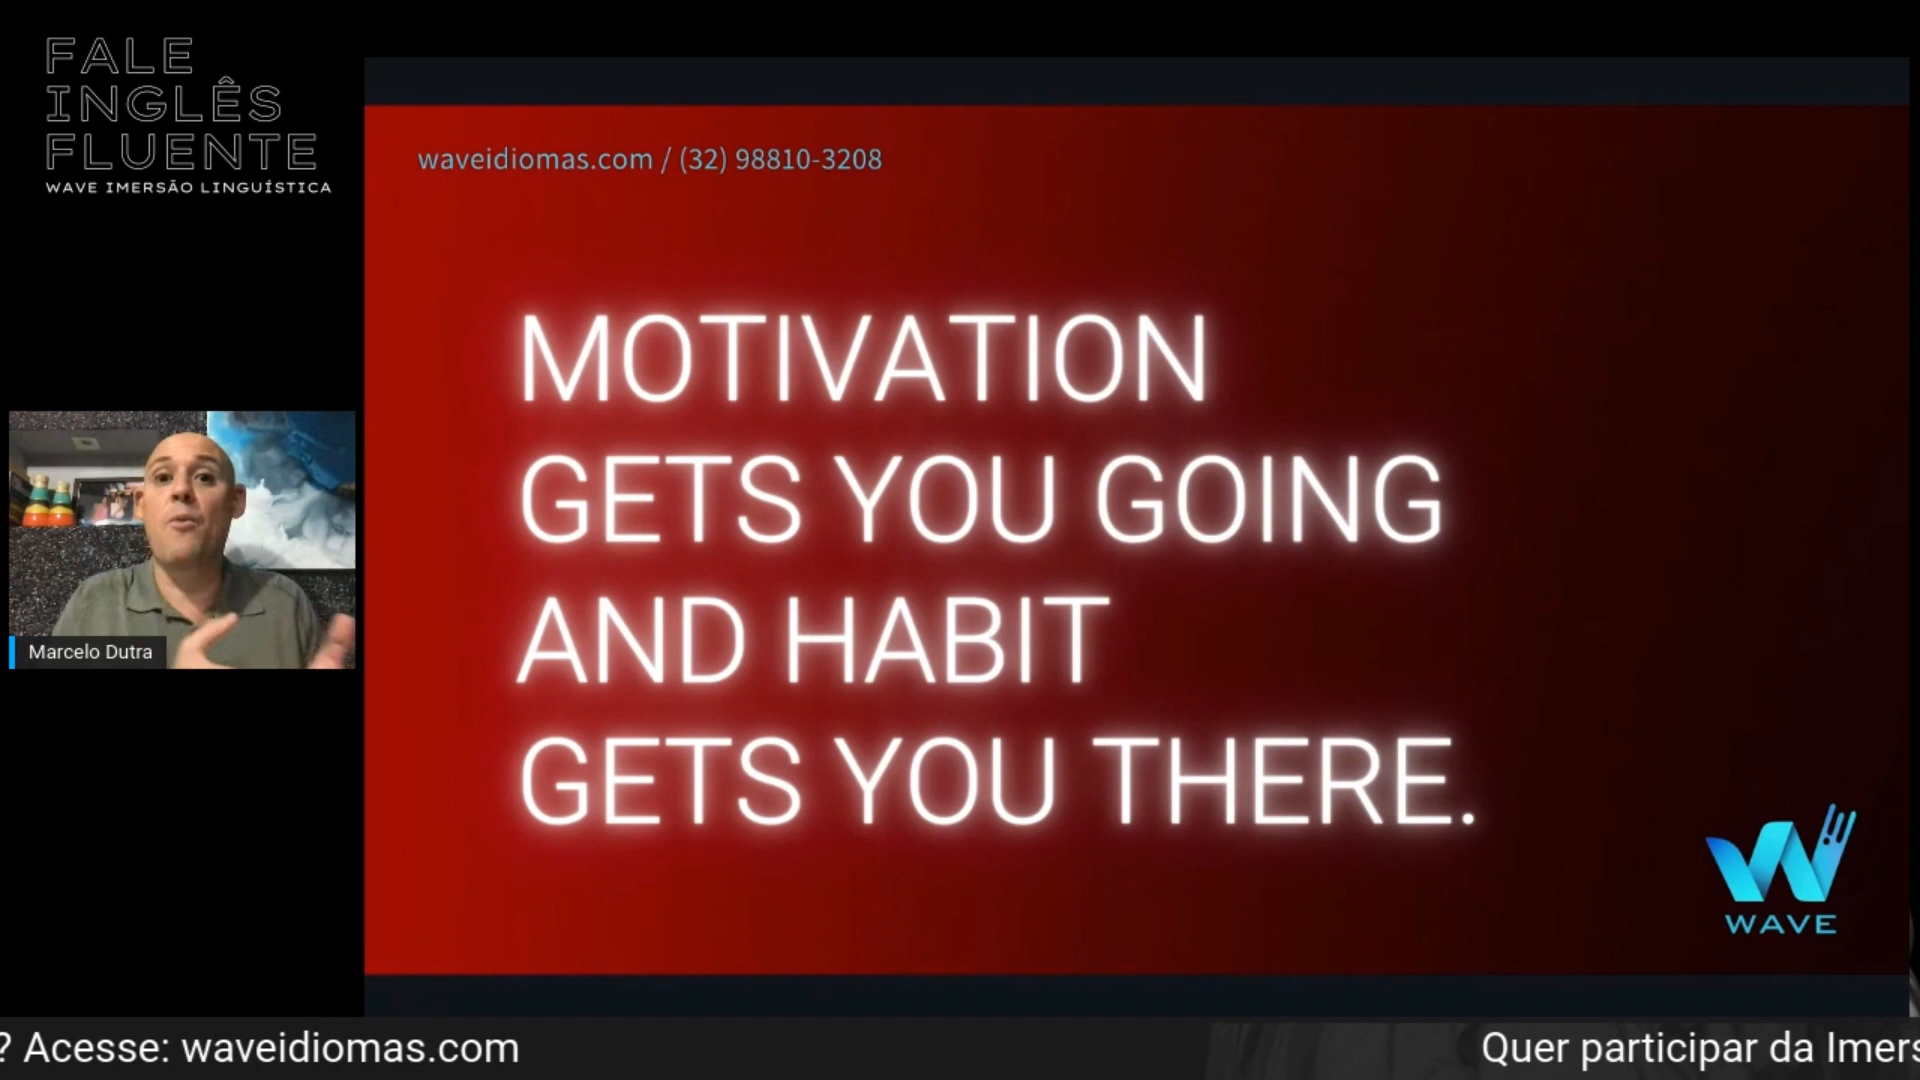 FALE
INGLÊS
FLUENTE
WAVE IMERSÃO LINGUÍSTICA
waveidiomas.com / (32) 98810-3208
MOTIVATION
GETS YOU GOING
AND HABIT
GETS YOU THERE.
Marcelo Dutra
WAVE
? Acesse: waveidiomas.com
Quer participar da Imers